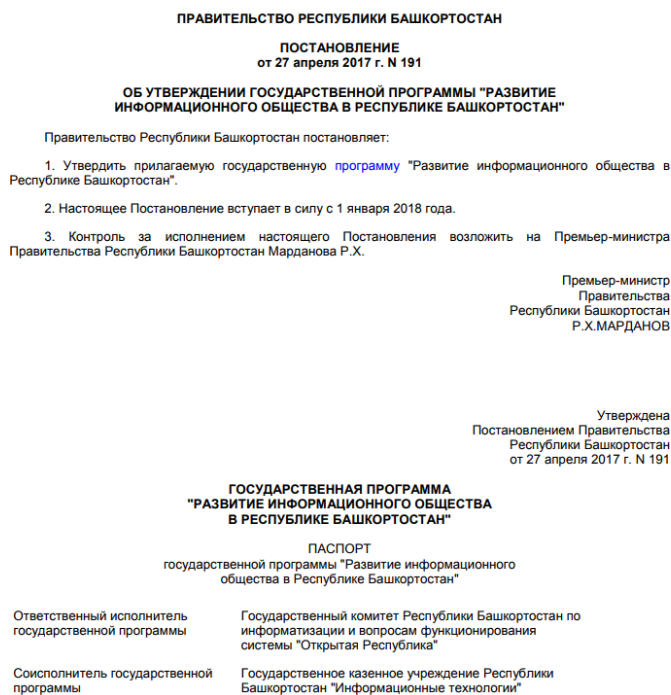 ПРАВИТЕЛЬСТВО РЕСПУБЛИКИ БАШКОРТОСТАН
ПОСТАНОВЛЕНИЕ
от 27 апреля 2017 г. N 191
ОБ УТВЕРЖДЕНИИ ГОСУДАРСТВЕННОЙ ПРОГРАММЫ "РАЗВИТИЕ
ИНФОРМАЦИОННОГО ОБЩЕСТВА В РЕСПУБЛИКЕ БАШКОРТОСТАН"
Правительство Республики Башкортостан постановляет:
1. Утвердить прилагаемую государственную программу "Развитие информационного общества в
Республике Башкортостан".
2. Настоящее Постановление вступает в силу с 1 января 2018 года.
3. Контроль за исполнением настоящего Постановления возложить на Премьер-министра
Правительства Республики Башкортостан Марданова Р.Х.
Премьер-министр
Правительства
Республики Башкортостан
Р.Х.МАРДАНОВ
Утверждена
Постановлением Правительства
Республики Башкортостан
от 27 апреля 2017 г. N 191
ГОСУДАРСТВЕННАЯ ПРОГРАММА
"РАЗВИТИЕ ИНФОРМАЦИОННОГО ОБЩЕСТВА
В РЕСПУБЛИКЕ БАШКОРТОСТАН"
ПАСПОРТ
государственной программы "Развитие информационного
общества в Республике Башкортостан"
Ответственный исполнитель
государственной программы
Государственный комитет Республики Башкортостан по
информатизации и вопросам функционирования
системы "Открытая Республика"
Соисполнитель государственной
программы
Государственное казенное учреждение Республики
Башкортостан "Информационные технологии"